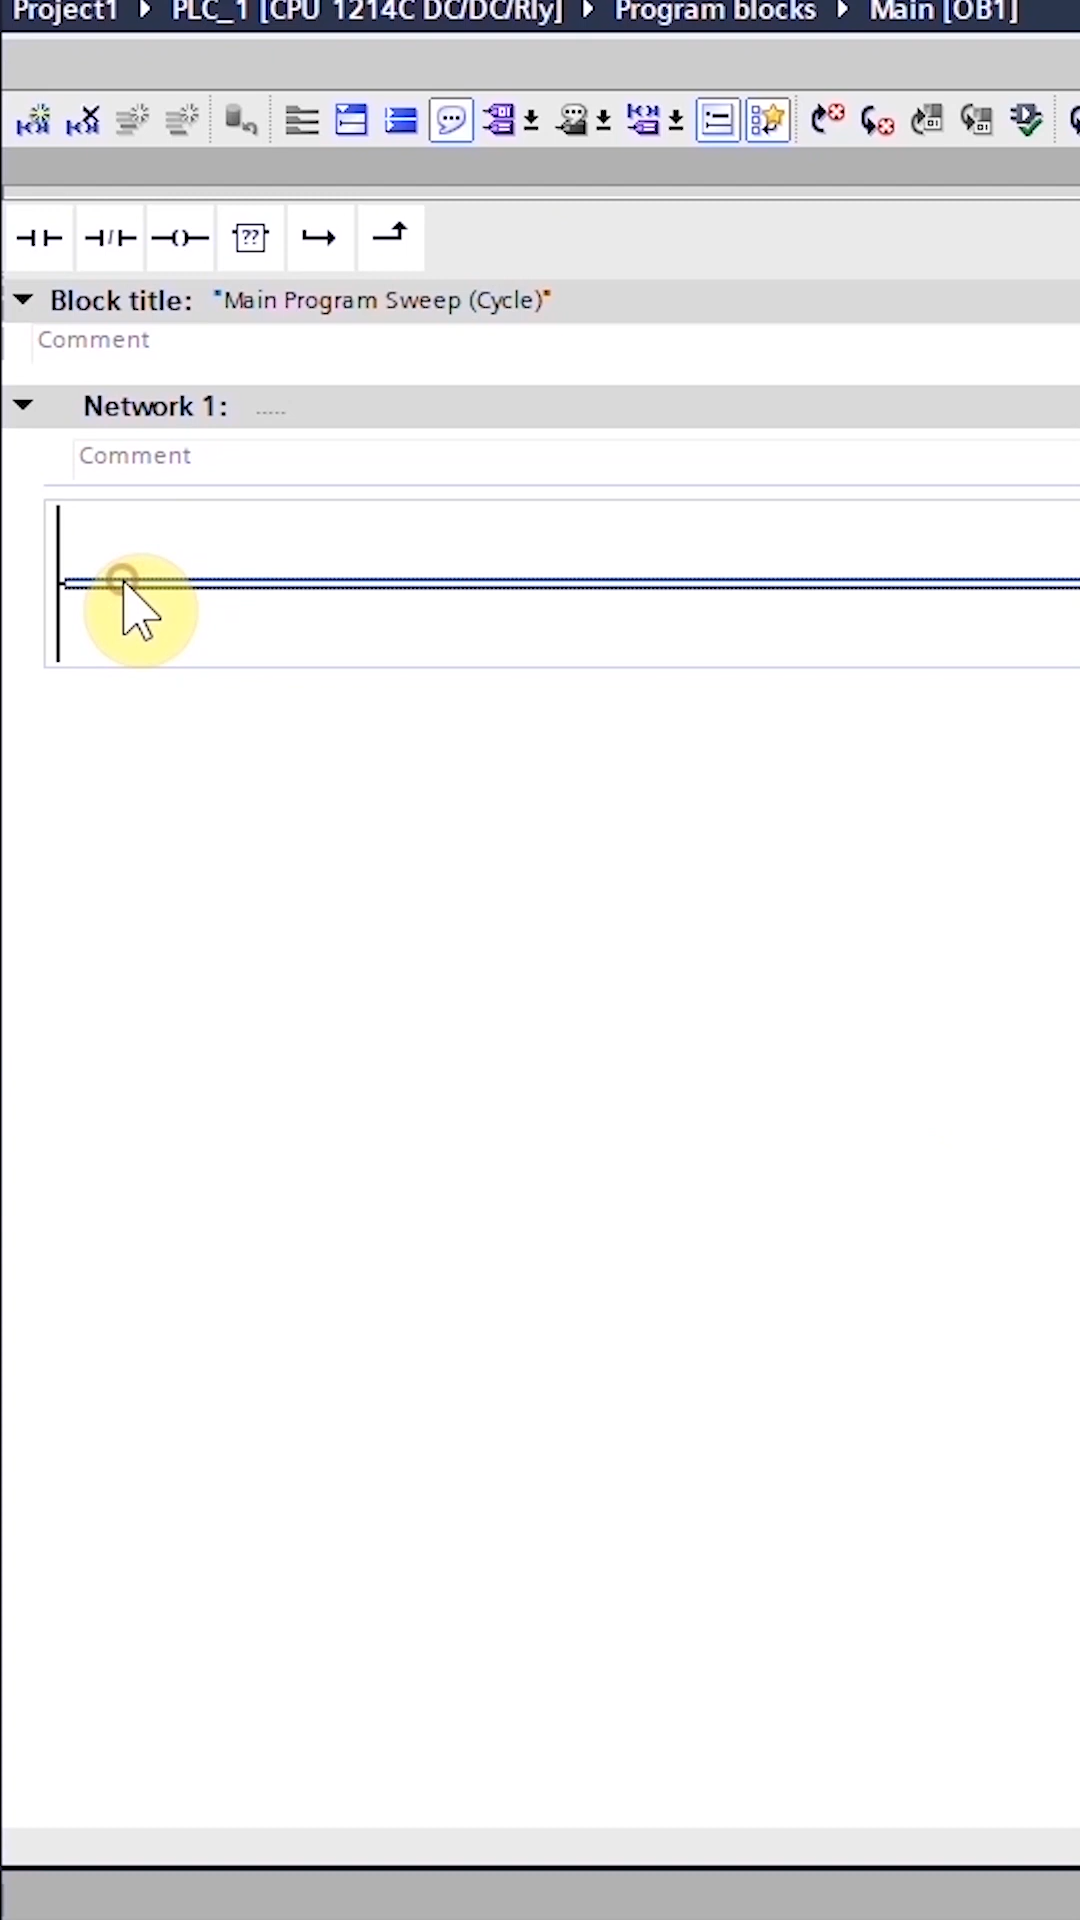 Project1 ▸ PLC_1 [CPU 1214C DC/DC/Rly] ▸ Program blocks ▸ Main [OB1]
??
Block title: "Main Program Sweep (Cycle)"
Comment
Network 1: .....
Comment